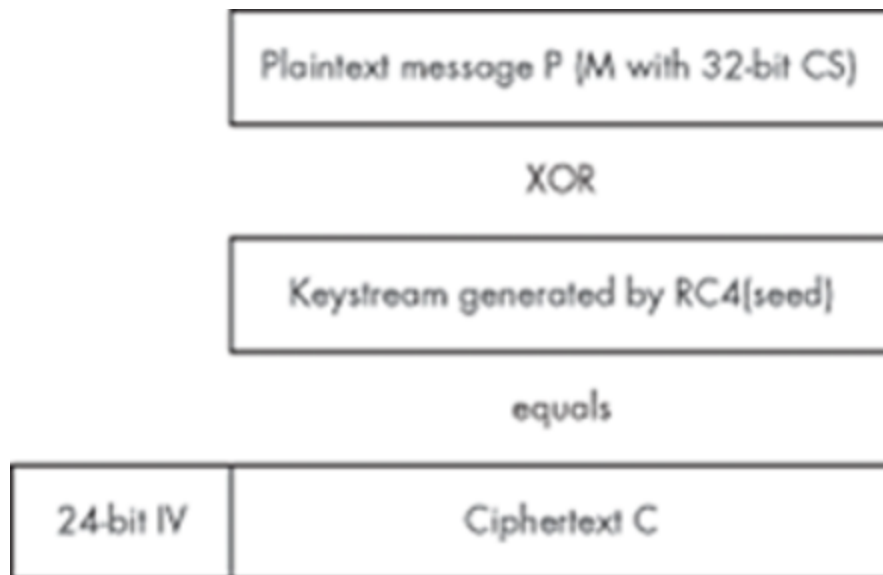 Plaintext message P (M with 32-bit CS)
XOR
Keystream generated by RC4(seed)
equals
24-bit IV Ciphertext C